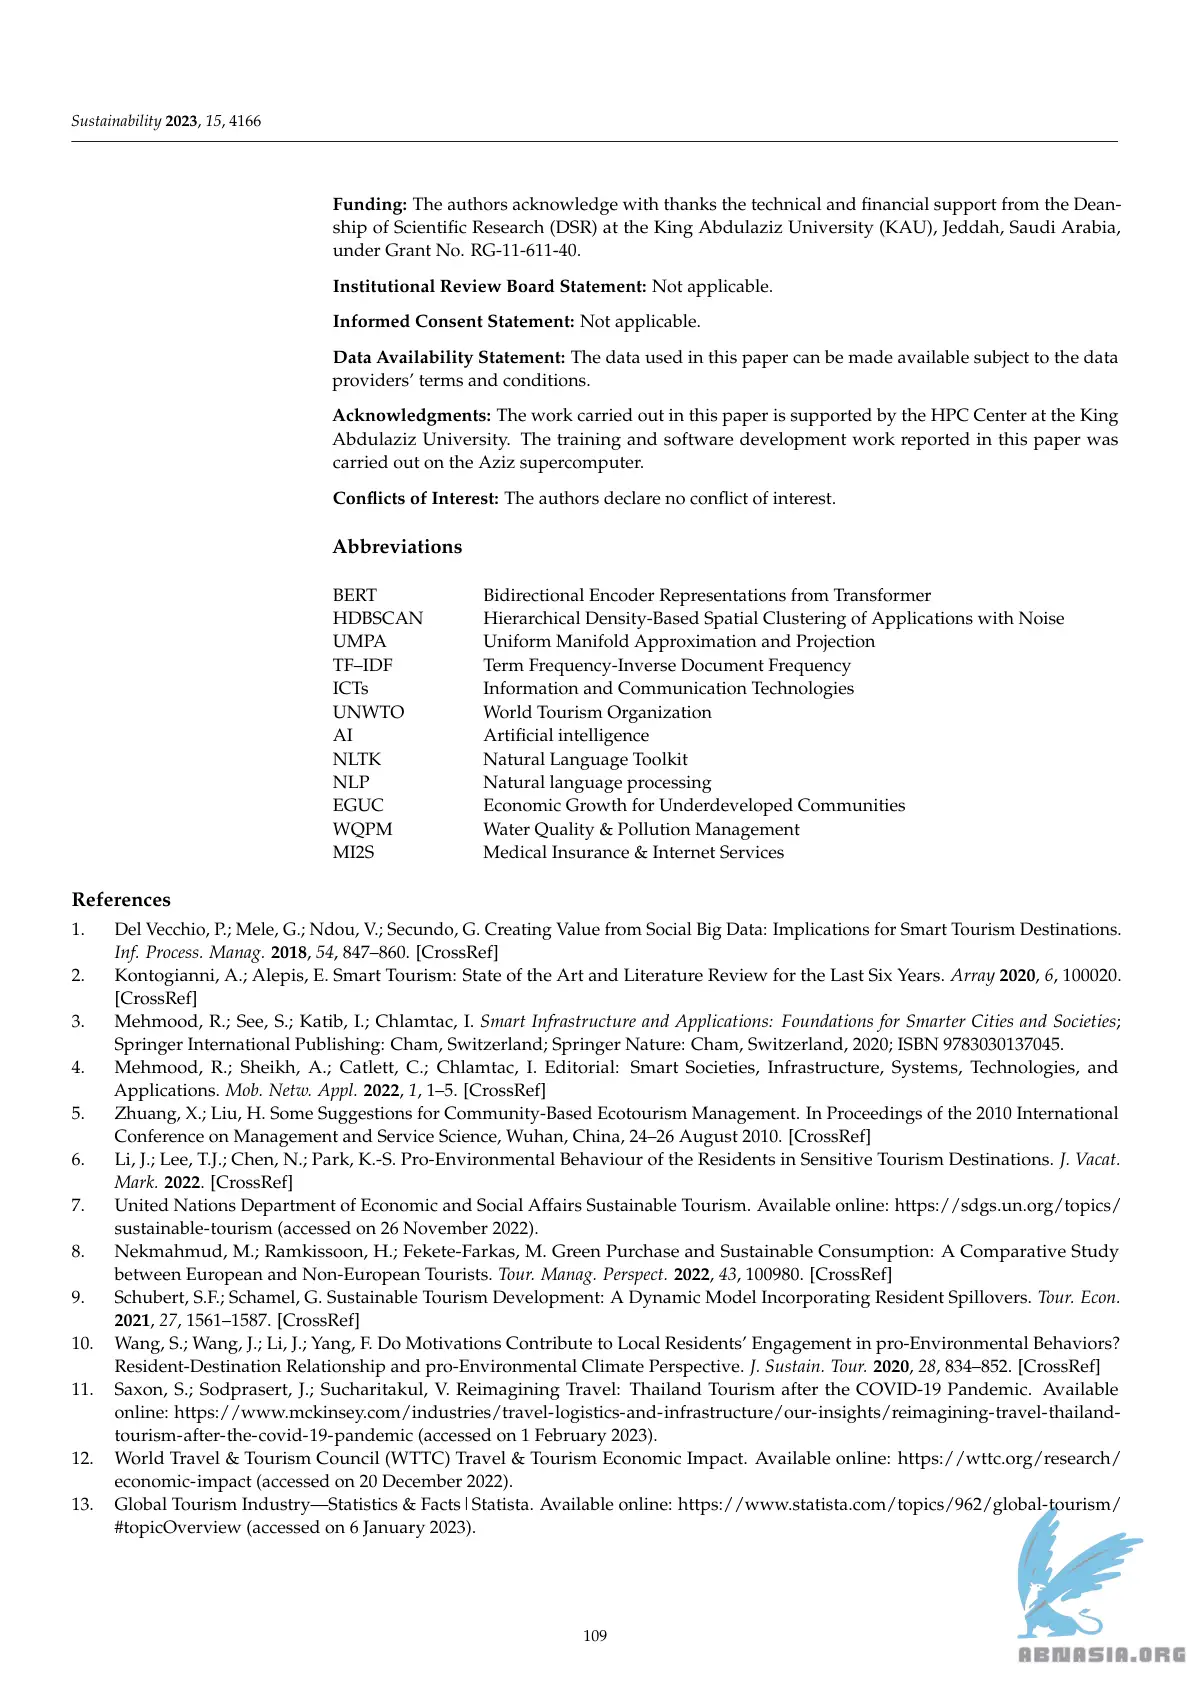 Sustainability 2023, 15, 4166
Funding: The authors acknowledge with thanks the technical and financial support from the Dean-
ship of Scientific Research (DSR) at the King Abdulaziz University (KAU), Jeddah, Saudi Arabia,
under Grant No. RG-11-611-40.
Institutional Review Board Statement: Not applicable.
Informed Consent Statement: Not applicable.
Data Availability Statement: The data used in this paper can be made available subject to the data
providers' terms and conditions.
Acknowledgments: The work carried out in this paper is supported by the HPC Center at the King
Abdulaziz University. The training and software development work reported in this paper was
carried out on the Aziz supercomputer.
Conflicts of Interest: The authors declare no conflict of interest.
Abbreviations
BERT Bidirectional Encoder Representations from Transformer
HDBSCAN Hierarchical Density-Based Spatial Clustering of Applications with Noise
UMPA Uniform Manifold Approximation and Projection
TF–IDF Term Frequency-Inverse Document Frequency
ICTs Information and Communication Technologies
UNWTO World Tourism Organization
AI Artificial intelligence
NLTK Natural Language Toolkit
NLP Natural language processing
EGUC Economic Growth for Underdeveloped Communities
WQPM Water Quality & Pollution Management
MI2S Medical Insurance & Internet Services
References
1. Del Vecchio, P.; Mele, G.; Ndou, V.; Secundo, G. Creating Value from Social Big Data: Implications for Smart Tourism Destinations.
Inf. Process. Manag. 2018, 54, 847–860. [CrossRef]
2. Kontogianni, A.; Alepis, E. Smart Tourism: State of the Art and Literature Review for the Last Six Years. Array 2020, 6, 100020.
[CrossRef]
3. Mehmood, R.; See, S.; Katib, I.; Chlamtac, I. Smart Infrastructure and Applications: Foundations for Smarter Cities and Societies;
Springer International Publishing: Cham, Switzerland; Springer Nature: Cham, Switzerland, 2020; ISBN 9783030137045.
4. Mehmood, R.; Sheikh, A.; Catlett, C.; Chlamtac, I. Editorial: Smart Societies, Infrastructure, Systems, Technologies, and
Applications. Mob. Netw. Appl. 2022, 1, 1–5. [CrossRef]
5. Zhuang, X.; Liu, H. Some Suggestions for Community-Based Ecotourism Management. In Proceedings of the 2010 International
Conference on Management and Service Science, Wuhan, China, 24–26 August 2010. [CrossRef]
6. Li, J.; Lee, T.J.; Chen, N.; Park, K.-S. Pro-Environmental Behaviour of the Residents in Sensitive Tourism Destinations. J. Vacat.
Mark. 2022. [CrossRef]
7. United Nations Department of Economic and Social Affairs Sustainable Tourism. Available online: https://sdgs.un.org/topics/
sustainable-tourism (accessed on 26 November 2022).
8. Nekmahmud, M.; Ramkissoon, H.; Fekete-Farkas, M. Green Purchase and Sustainable Consumption: A Comparative Study
between European and Non-European Tourists. Tour. Manag. Perspect. 2022, 43, 100980. [CrossRef]
9. Schubert, S.F.; Schamel, G. Sustainable Tourism Development: A Dynamic Model Incorporating Resident Spillovers. Tour. Econ.
2021, 27, 1561–1587. [CrossRef]
10. Wang, S.; Wang, J.; Li, J.; Yang, F. Do Motivations Contribute to Local Residents' Engagement in pro-Environmental Behaviors?
Resident-Destination Relationship and pro-Environmental Climate Perspective. J. Sustain. Tour. 2020, 28, 834–852. [CrossRef]
11. Saxon, S.; Sodprasert, J.; Sucharitakul, V. Reimagining Travel: Thailand Tourism after the COVID-19 Pandemic. Available
online: https://www.mckinsey.com/industries/travel-logistics-and-infrastructure/our-insights/reimagining-travel-thailand-
tourism-after-the-covid-19-pandemic (accessed on 1 February 2023).
12. World Travel & Tourism Council (WTTC) Travel & Tourism Economic Impact. Available online: https://wttc.org/research/
economic-impact (accessed on 20 December 2022).
13. Global Tourism Industry—Statistics & Facts|Statista. Available online: https://www.statista.com/topics/962/global-tourism/
#topicOverview (accessed on 6 January 2023).
109
ABNASIA.ORG